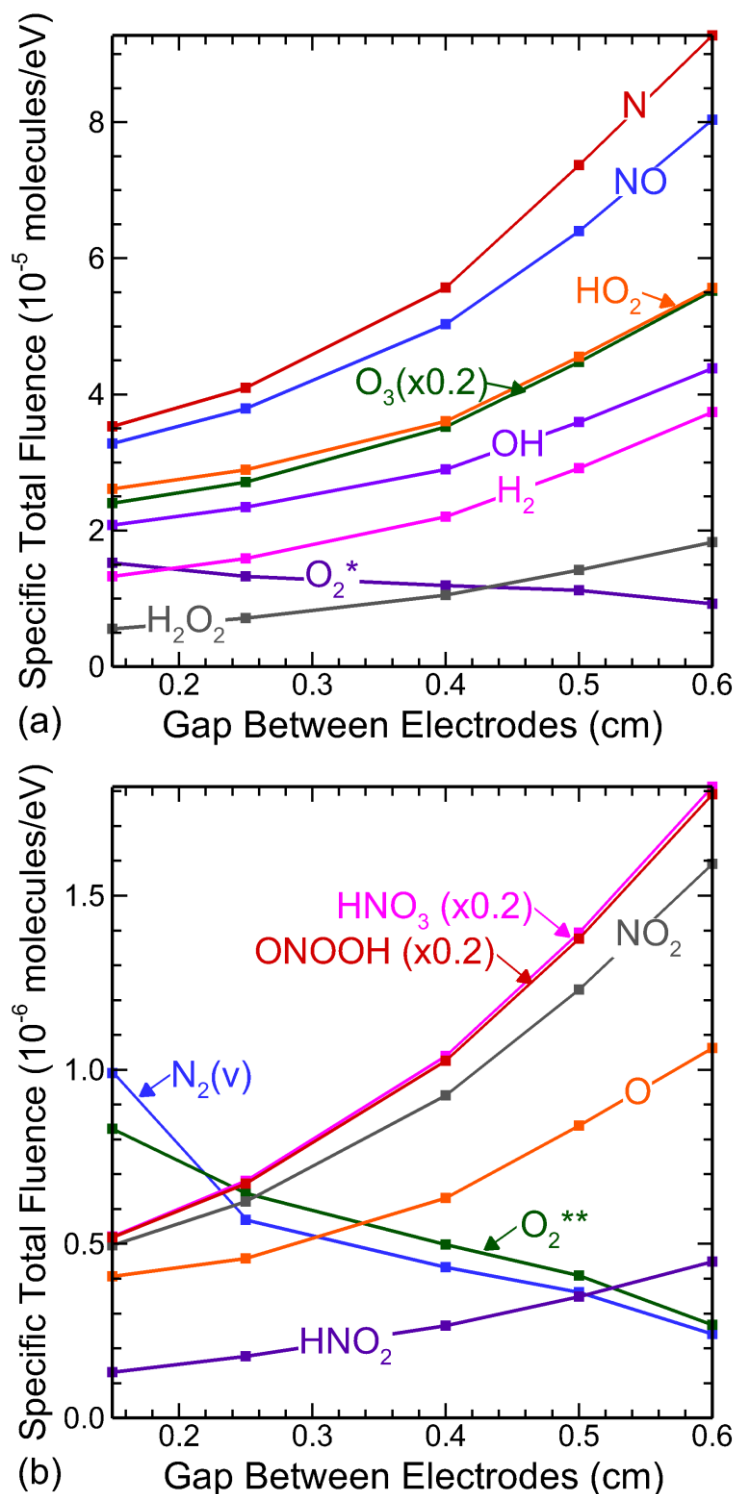 Specific Total Fluence (10⁻⁵ molecules/eV)
8
6
4
2
0
N
NO
HO₂
O₃(x0.2)
OH
H₂
O₂*
H₂O₂
0.2 0.3 0.4 0.5 0.6
(a) Gap Between Electrodes (cm)
Specific Total Fluence (10⁻⁶ molecules/eV)
1.5
1.0
0.5
0.0
HNO₃ (x0.2)
ONOOH (x0.2)
NO₂
N₂(v)
O
O₂**
HNO₂
0.2 0.3 0.4 0.5 0.6
(b) Gap Between Electrodes (cm)